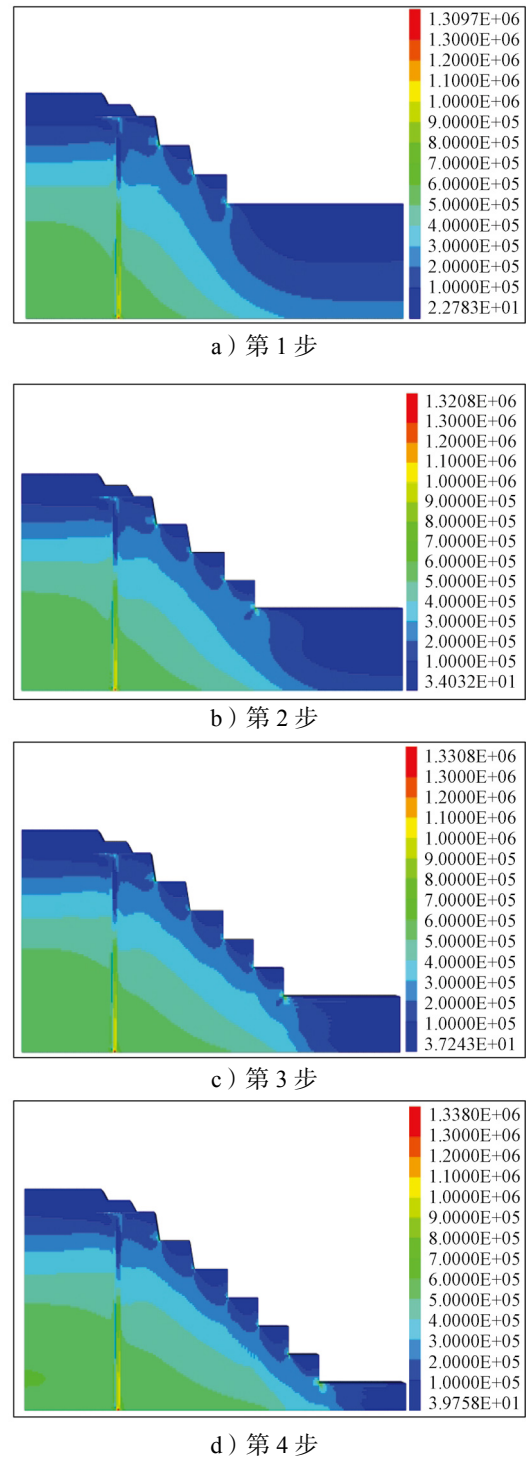 1.3097E+06
1.3000E+06
1.2000E+06
1.1000E+06
1.0000E+06
9.0000E+05
8.0000E+05
7.0000E+05
6.0000E+05
5.0000E+05
4.0000E+05
3.0000E+05
2.0000E+05
1.0000E+05
2.2783E+01
a）第 1 步
1.3208E+06
1.3000E+06
1.2000E+06
1.1000E+06
1.0000E+06
9.0000E+05
8.0000E+05
7.0000E+05
6.0000E+05
5.0000E+05
4.0000E+05
3.0000E+05
2.0000E+05
1.0000E+05
3.4032E+01
b）第 2 步
1.3308E+06
1.3000E+06
1.2000E+06
1.1000E+06
1.0000E+06
9.0000E+05
8.0000E+05
7.0000E+05
6.0000E+05
5.0000E+05
4.0000E+05
3.0000E+05
2.0000E+05
1.0000E+05
3.7243E+01
c）第 3 步
1.3380E+06
1.3000E+06
1.2000E+06
1.1000E+06
1.0000E+06
9.0000E+05
8.0000E+05
7.0000E+05
6.0000E+05
5.0000E+05
4.0000E+05
3.0000E+05
2.0000E+05
1.0000E+05
3.9758E+01
d）第 4 步